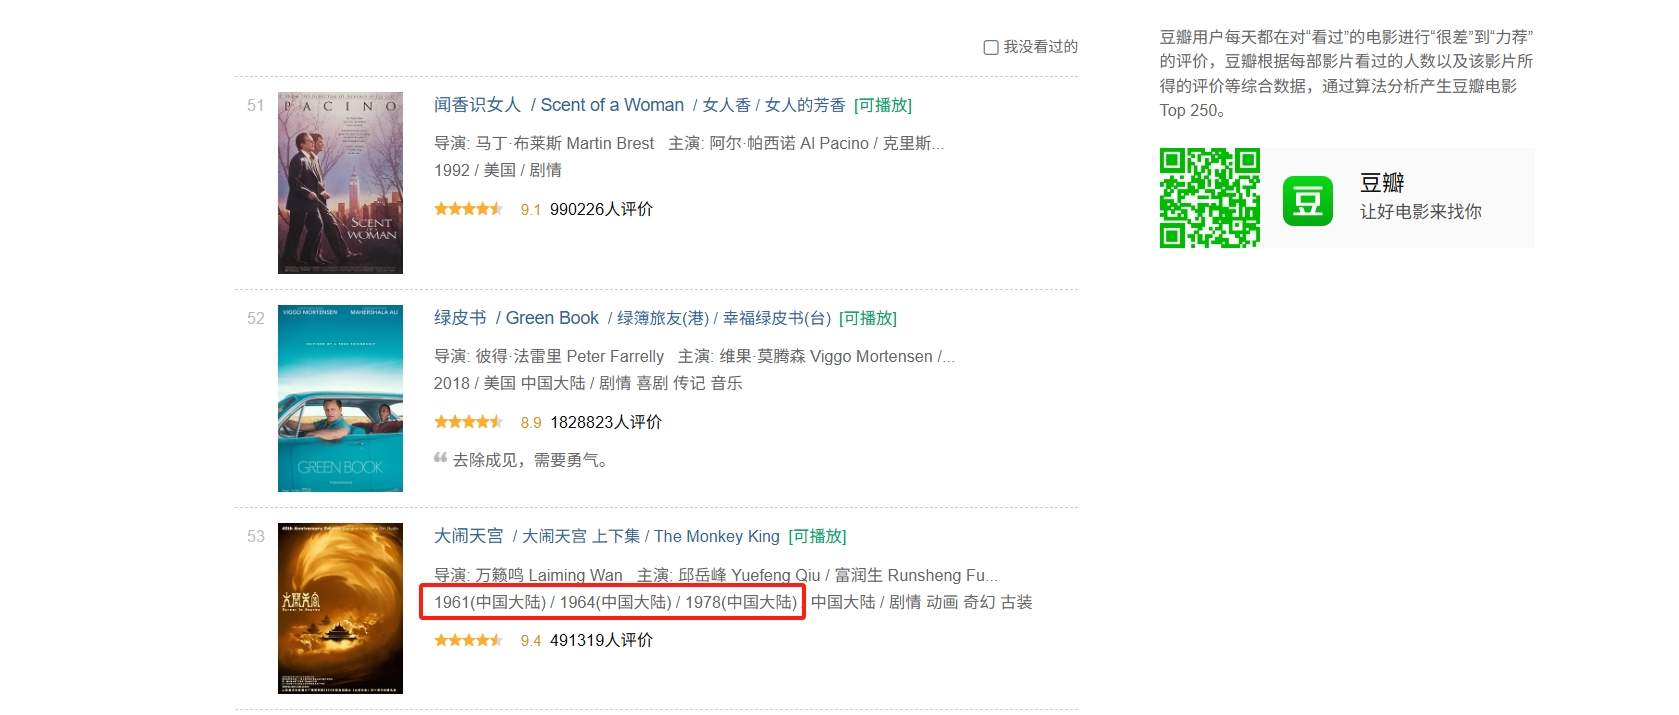 我没看过的
51
PACINO
SCENT
OF A
WOMAN
闻香识女人 / Scent of a Woman / 女人香 / 女人的芳香 [可播放]
导演: 马丁·布莱斯 Martin Brest 主演: 阿尔·帕西诺 Al Pacino / 克里斯...
1992 / 美国 / 剧情
9.1 990226人评价
52
VIGGO MORTENSEN MAHERSHALA ALI
INSPIRED BY A TRUE FRIENDSHIP
GREEN BOOK
绿皮书 / Green Book / 绿簿旅友(港) / 幸福绿皮书(台) [可播放]
导演: 彼得·法雷里 Peter Farrelly 主演: 维果·莫腾森 Viggo Mortensen /...
2018 / 美国 中国大陆 / 剧情 喜剧 传记 音乐
8.9 1828823人评价
去除成见，需要勇气。
53
大闹天宫
大闹天宫 / 大闹天宫 上下集 / The Monkey King [可播放]
导演: 万籁鸣 Laiming Wan 主演: 邱岳峰 Yuefeng Qiu / 富润生 Runsheng Fu...
1961(中国大陆) / 1964(中国大陆) / 1978(中国大陆) / 中国大陆 / 剧情 动画 奇幻 古装
9.4 491319人评价
豆瓣用户每天都在对“看过”的电影进行“很差”到“力荐”
的评价，豆瓣根据每部影片看过的人数以及该影片所
得的评价等综合数据，通过算法分析产生豆瓣电影
Top 250。
豆
豆瓣
让好电影来找你